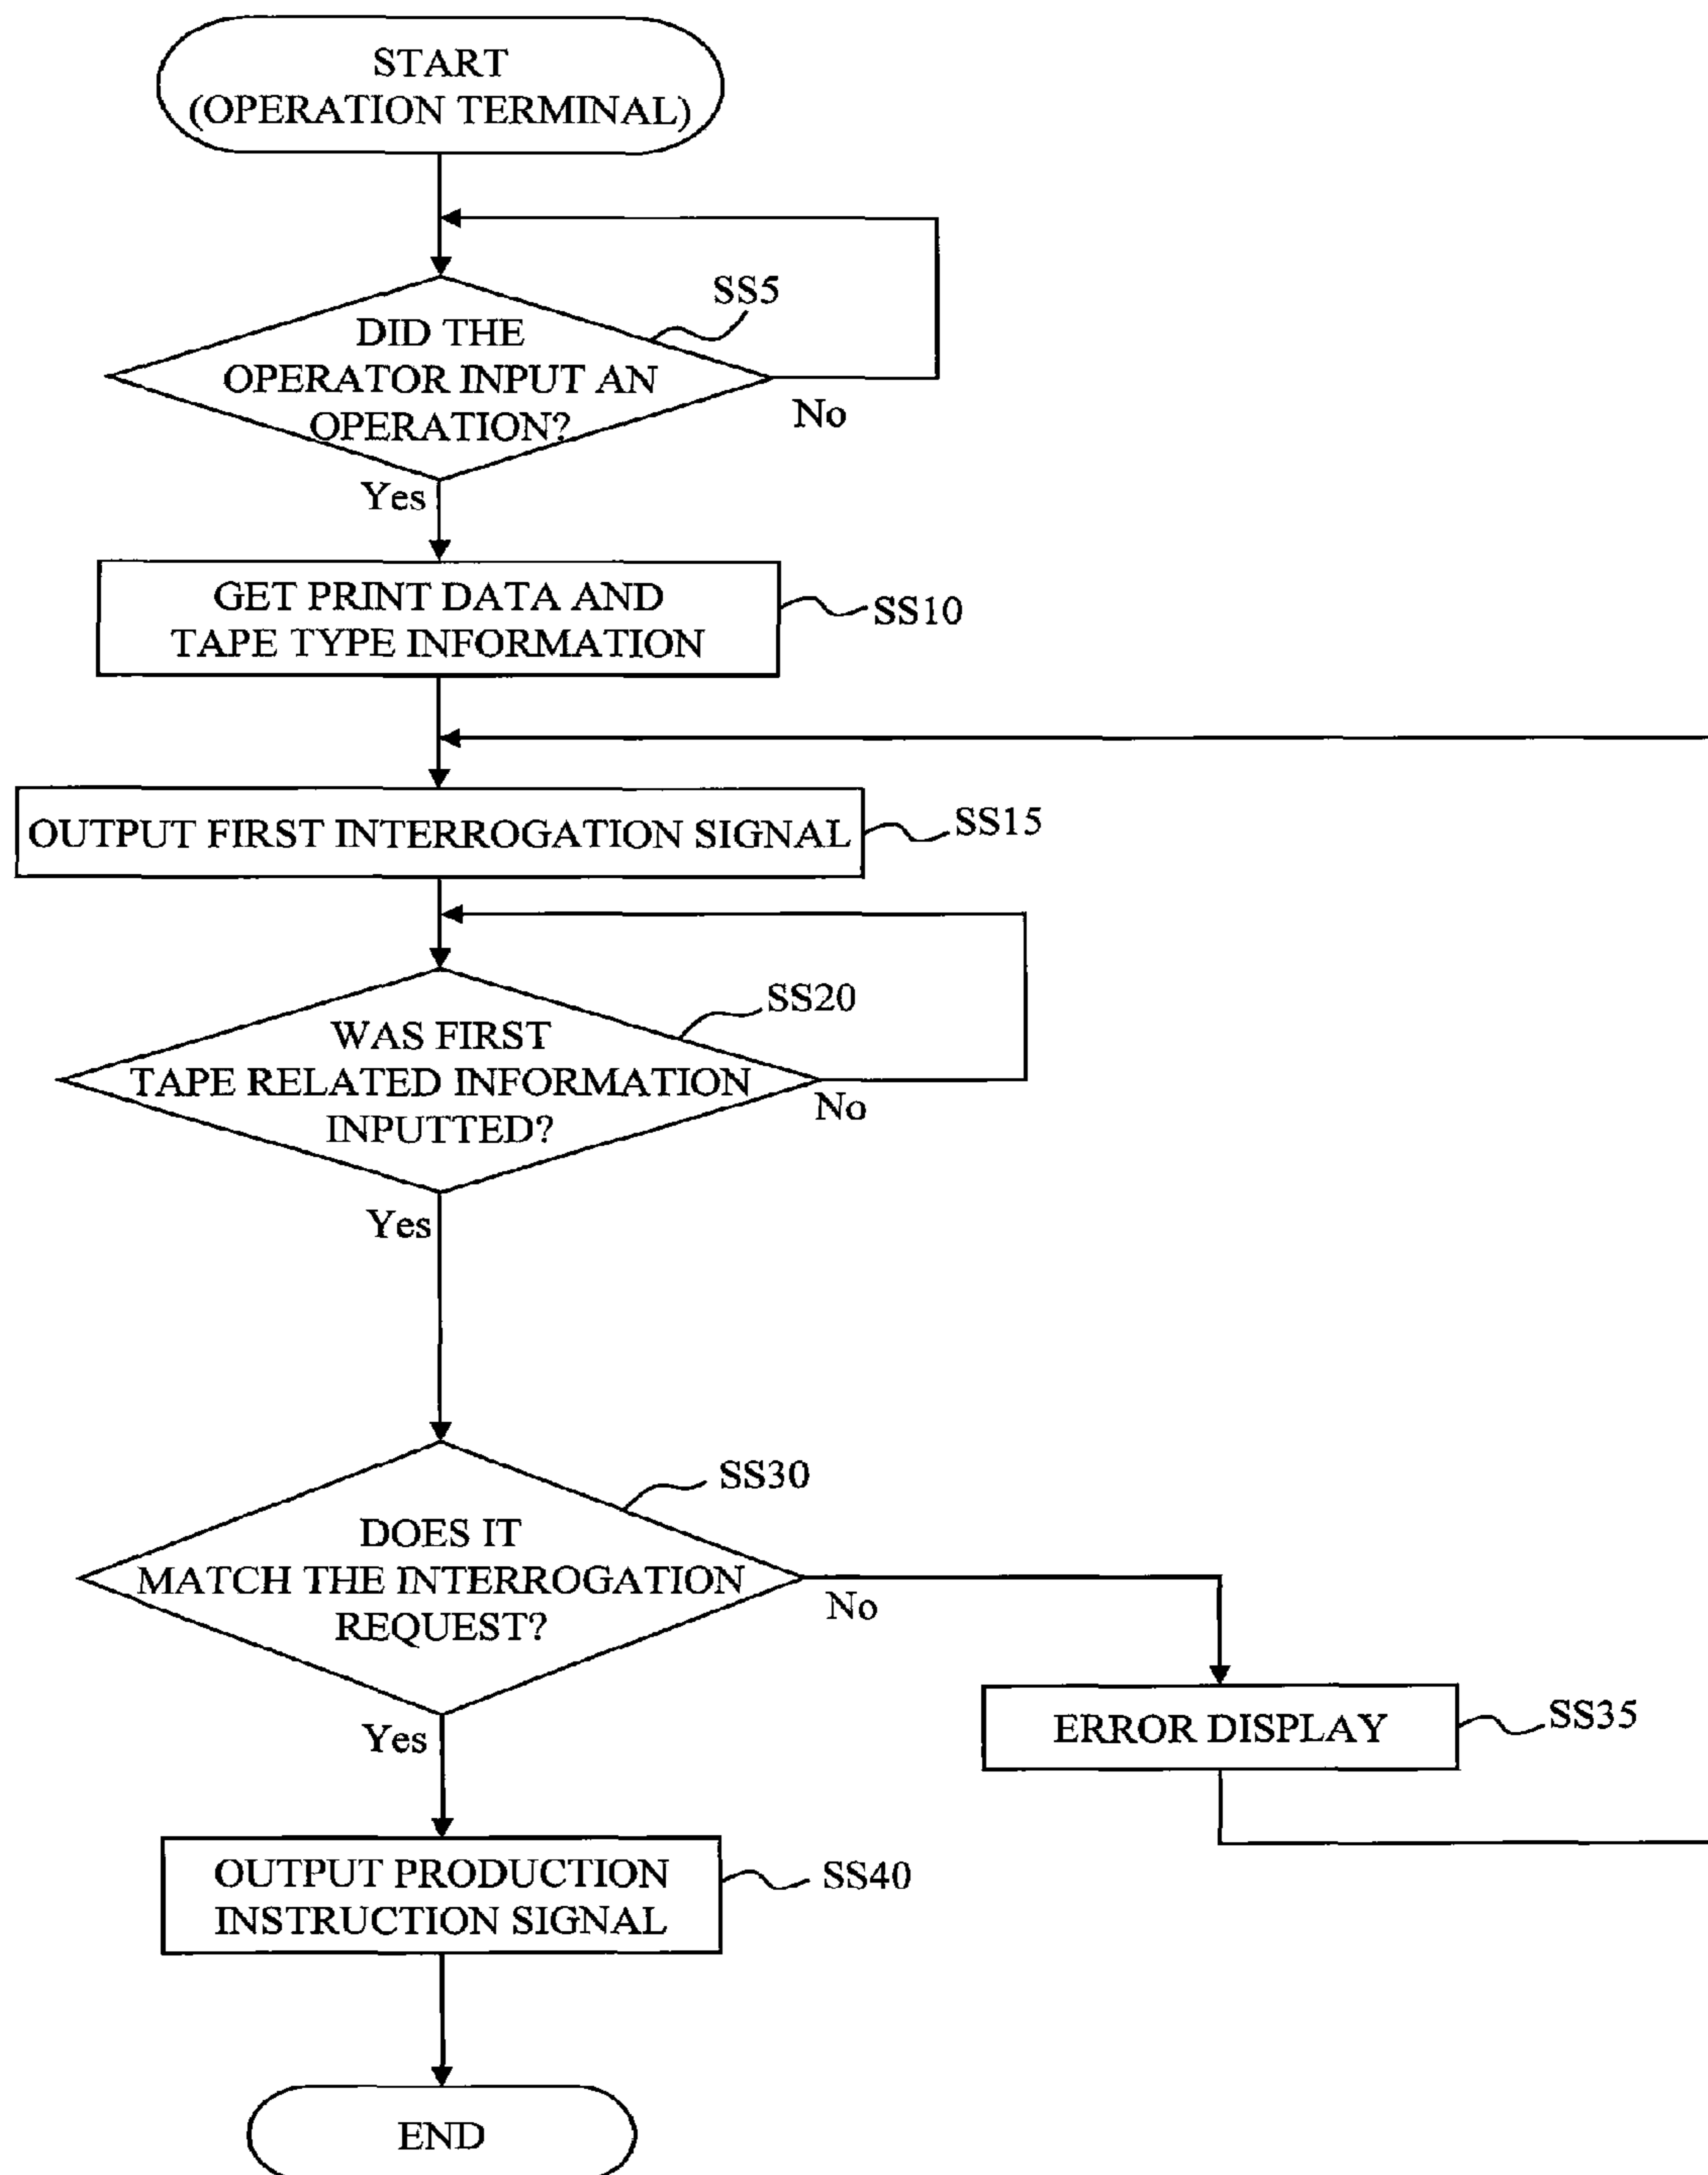 START
(OPERATION TERMINAL)
SS5
DID THE
OPERATOR INPUT AN
OPERATION?
No
Yes
GET PRINT DATA AND
TAPE TYPE INFORMATION
SS10
OUTPUT FIRST INTERROGATION SIGNAL
SS15
SS20
WAS FIRST
TAPE RELATED INFORMATION
INPUTTED?
No
Yes
SS30
DOES IT
MATCH THE INTERROGATION
REQUEST?
No
Yes
ERROR DISPLAY
SS35
OUTPUT PRODUCTION
INSTRUCTION SIGNAL
SS40
END